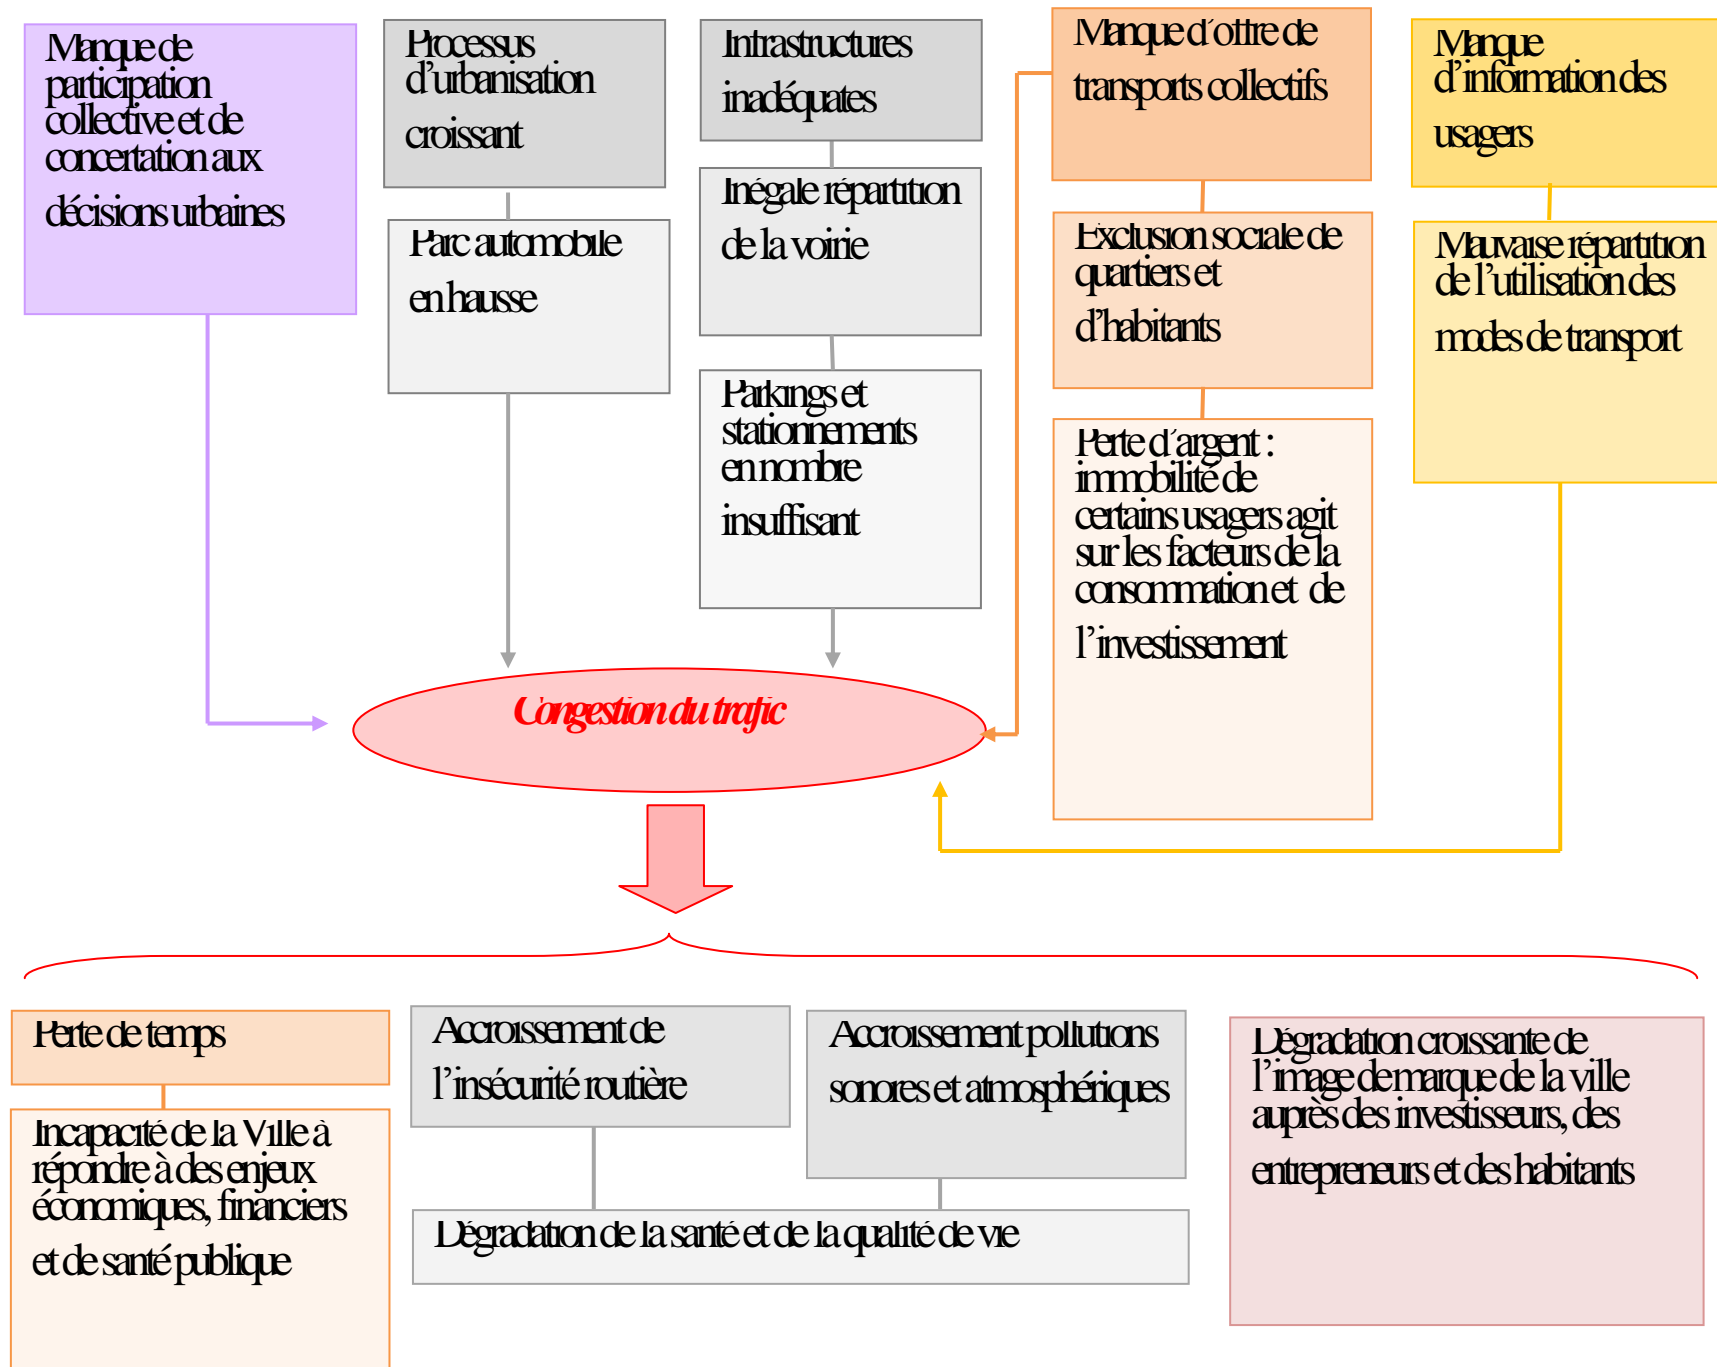 Manque de
participation
collective et de
concertation aux
décisions urbaines
Processus
d’urbanisation
croissant
Parc automobile
en hausse
Infrastructures
inadéquates
Inégale répartition
de la voirie
Parkings et
stationnements
en nombre
insuffisant
Manque d’offre de
transports collectifs
Exclusion sociale de
quartiers et
d’habitants
Perte d’argent :
immobilité de
certains usagers agit
sur les facteurs de la
consommation et de
l’investissement
Manque
d’information des
usagers
Mauvaise répartition
de l’utilisation des
modes de transport
Congestion du trafic
Perte de temps
Incapacité de la Ville à
répondre à des enjeux
économiques, financiers
et de santé publique
Accroissement de
l’insécurité routière
Accroissement pollutions
sonores et atmosphériques
Dégradation de la santé et de la qualité de vie
Dégradation croissante de
l’image de marque de la ville
auprès des investisseurs, des
entrepreneurs et des habitants